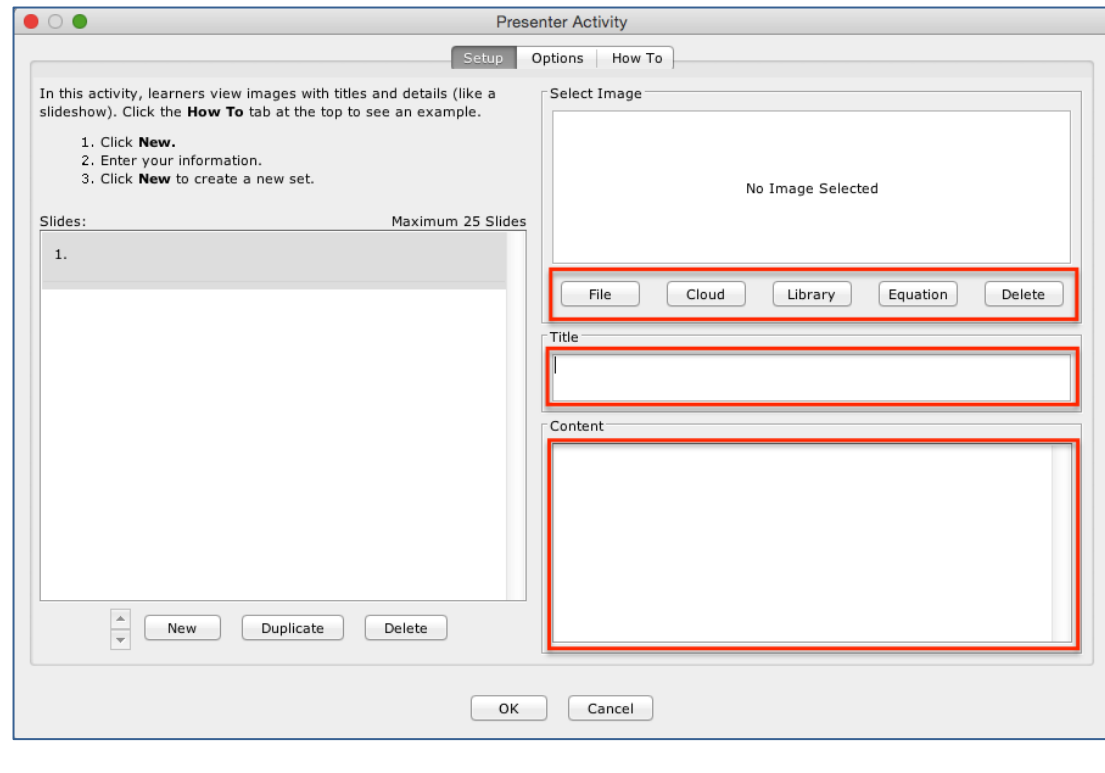 Presenter Activity
Setup Options How To
In this activity, learners view images with titles and details (like a
slideshow). Click the How To tab at the top to see an example.
1. Click New.
2. Enter your information.
3. Click New to create a new set.
Slides: Maximum 25 Slides
1.
New Duplicate Delete
Select Image
No Image Selected
File Cloud Library Equation Delete
Title
Content
OK Cancel